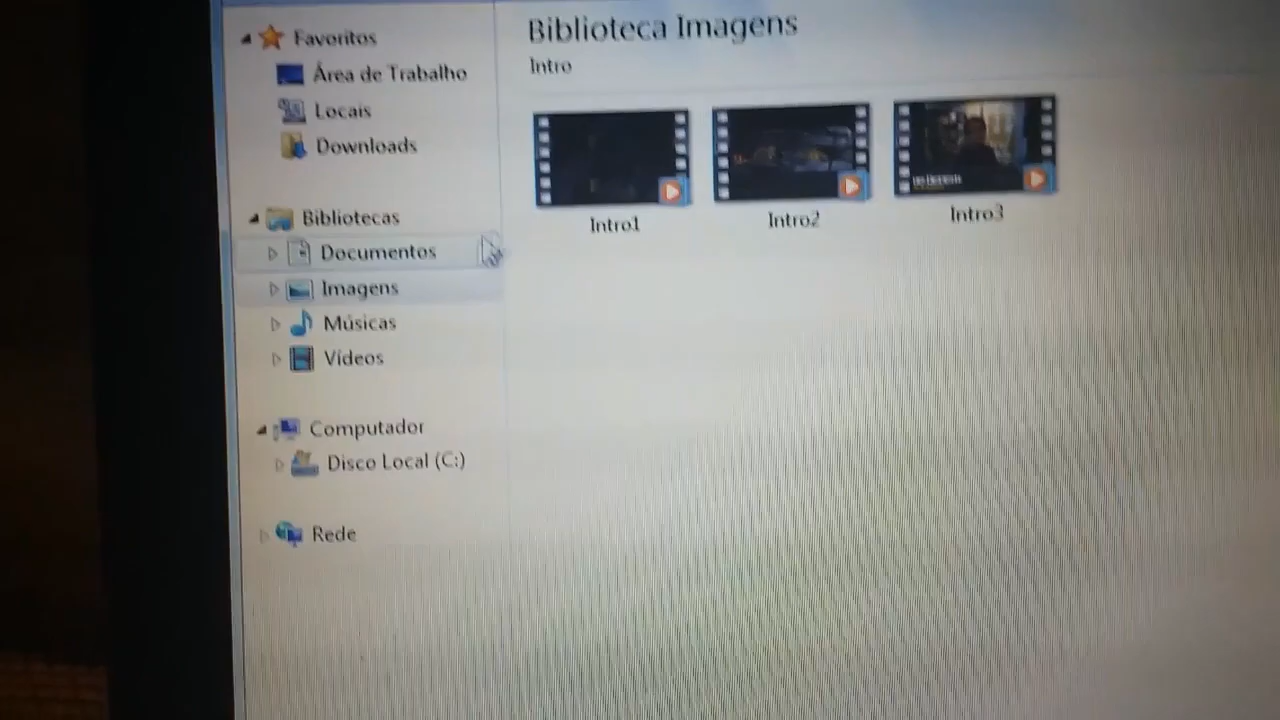 Favoritos
Área de Trabalho
Locais
Downloads
Bibliotecas
Documentos
Imagens
Músicas
Vídeos
Computador
Disco Local (C:)
Rede
Biblioteca Imagens
Intro
Intro1
Intro2
Intro3